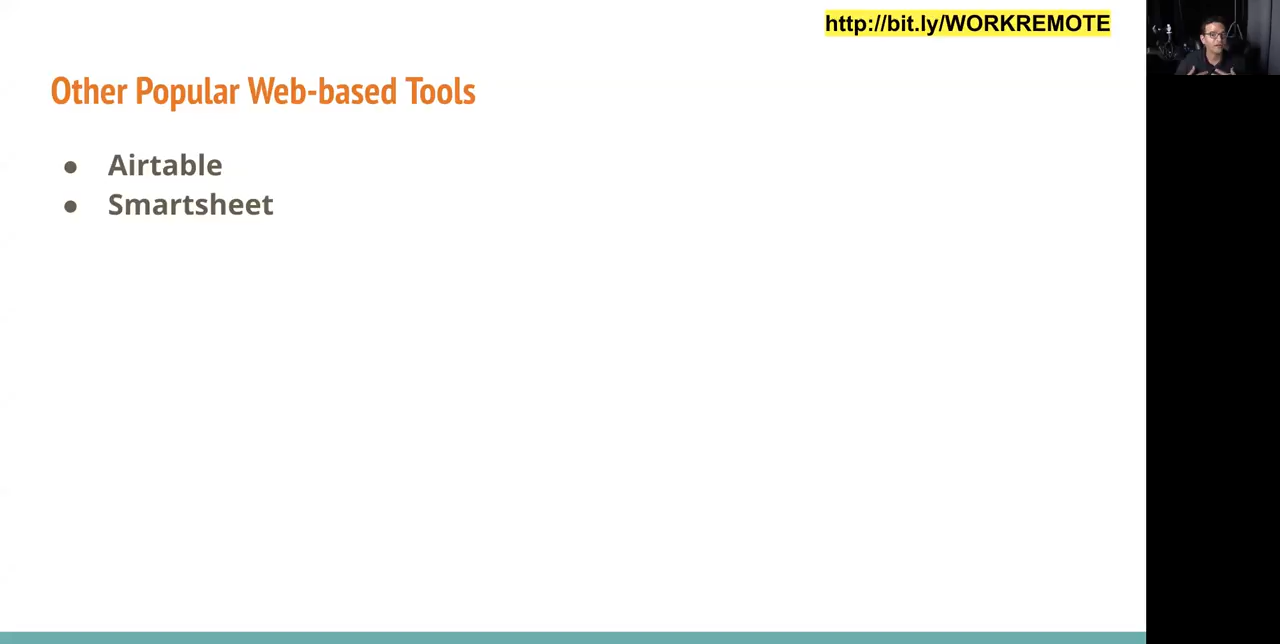 http://bit.ly/WORKREMOTE
Other Popular Web-based Tools
● Airtable
● Smartsheet